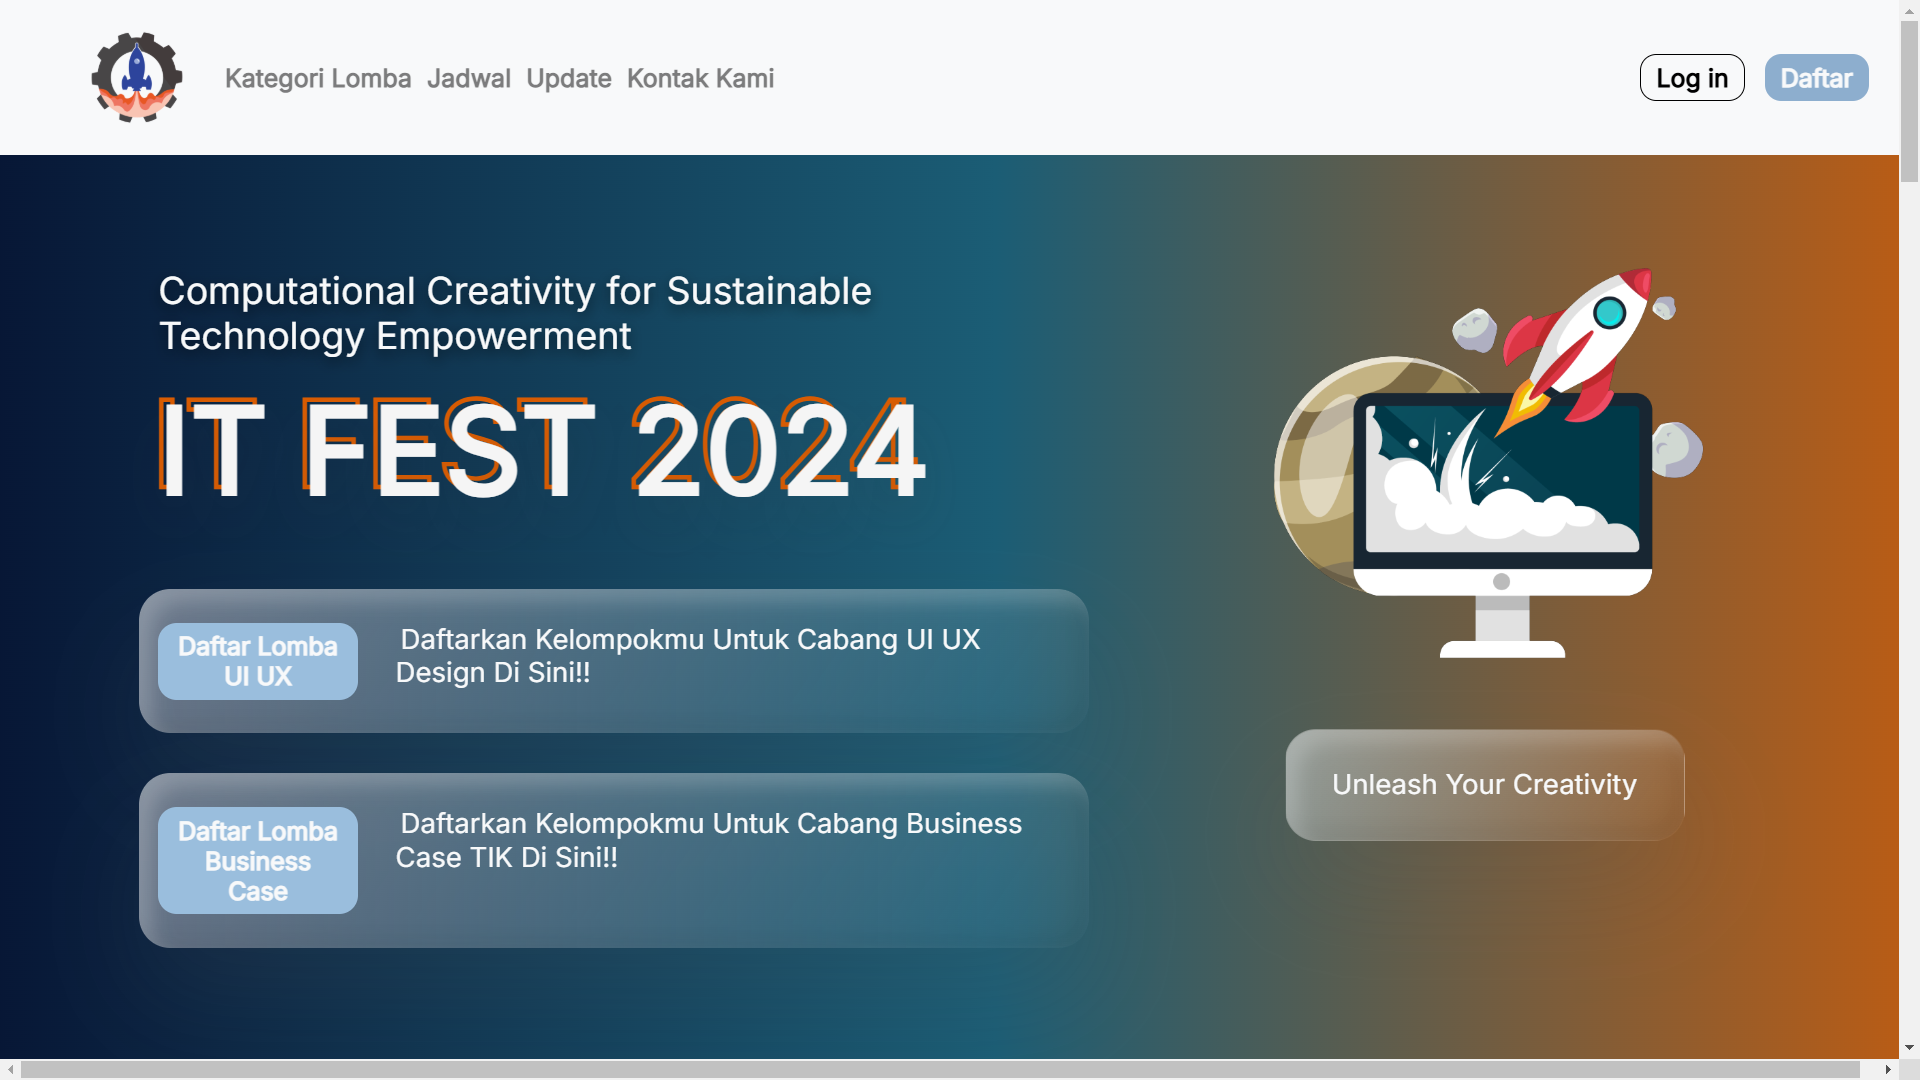 Kategori Lomba Jadwal Update Kontak Kami
Log in Daftar
Computational Creativity for Sustainable
Technology Empowerment
IT FEST 2024
Daftar Lomba
UI UX
Daftarkan Kelompokmu Untuk Cabang UI UX
Design Di Sini!!
Daftar Lomba
Business
Case
Daftarkan Kelompokmu Untuk Cabang Business
Case TIK Di Sini!!
Unleash Your Creativity